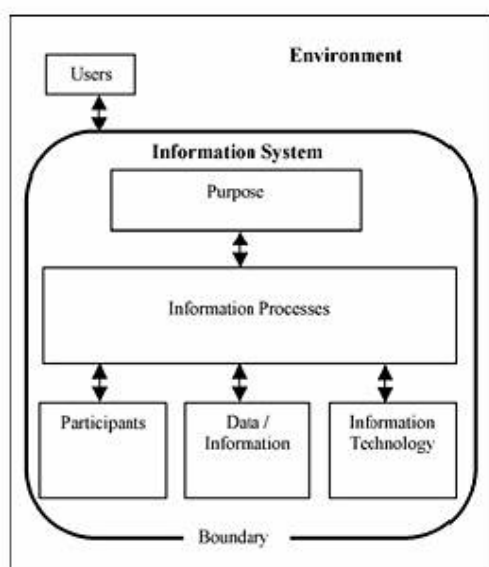 Environment
Users
Information System
Purpose
Information Processes
Participants
Data /
Information
Information
Technology
Boundary